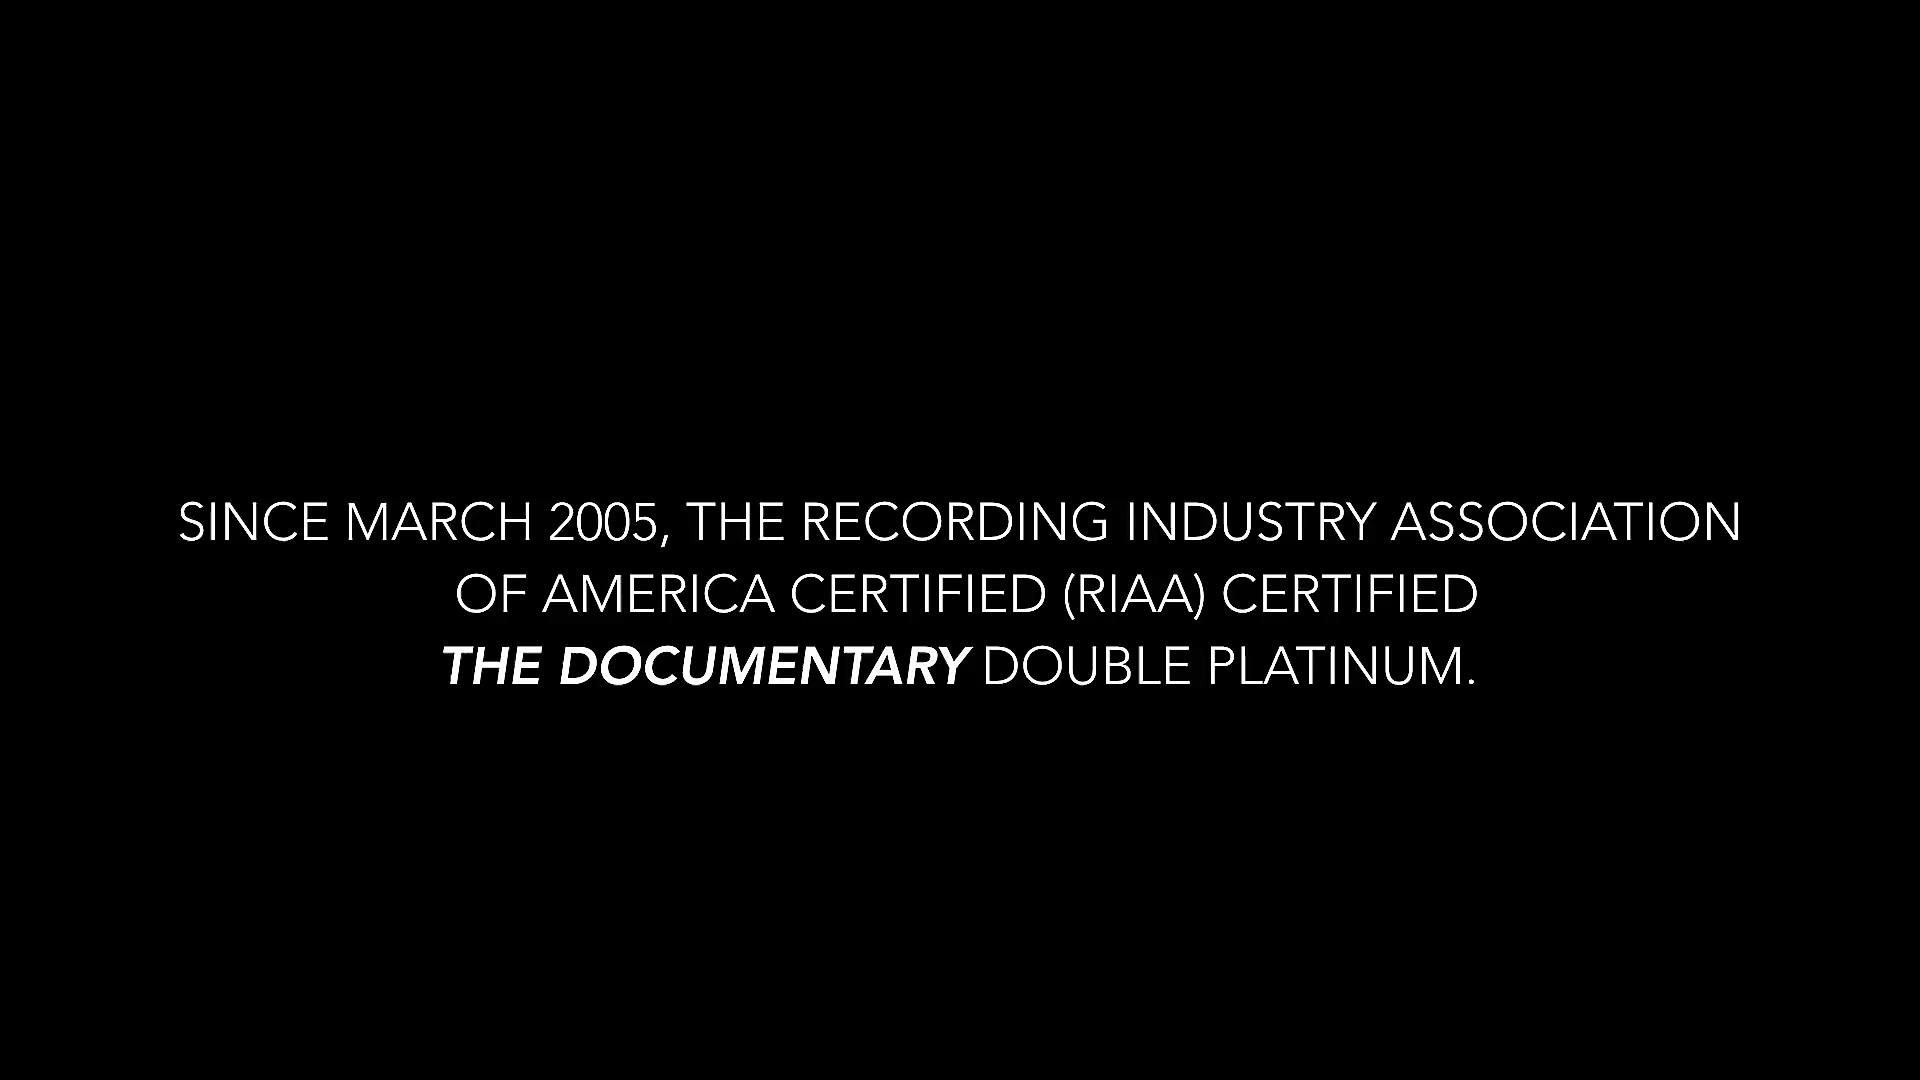 SINCE MARCH 2005, THE RECORDING INDUSTRY ASSOCIATION
OF AMERICA CERTIFIED (RIAA) CERTIFIED
THE DOCUMENTARY DOUBLE PLATINUM.